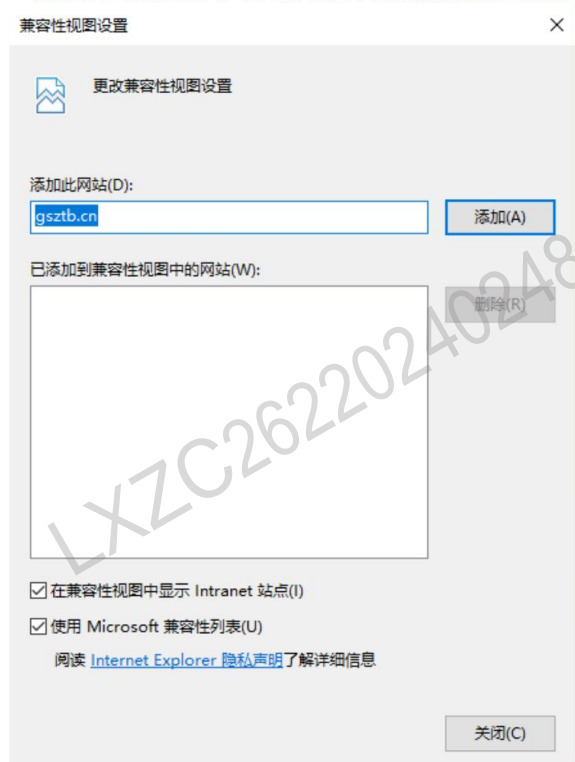 兼容性视图设置
更改兼容性视图设置
添加此网站(D):
gsztb.cn
添加(A)
已添加到兼容性视图中的网站(W):
删除(R)
LXZC26220240248
在兼容性视图中显示 Intranet 站点(I)
使用 Microsoft 兼容性列表(U)
阅读 Internet Explorer 隐私声明了解详细信息
关闭(C)